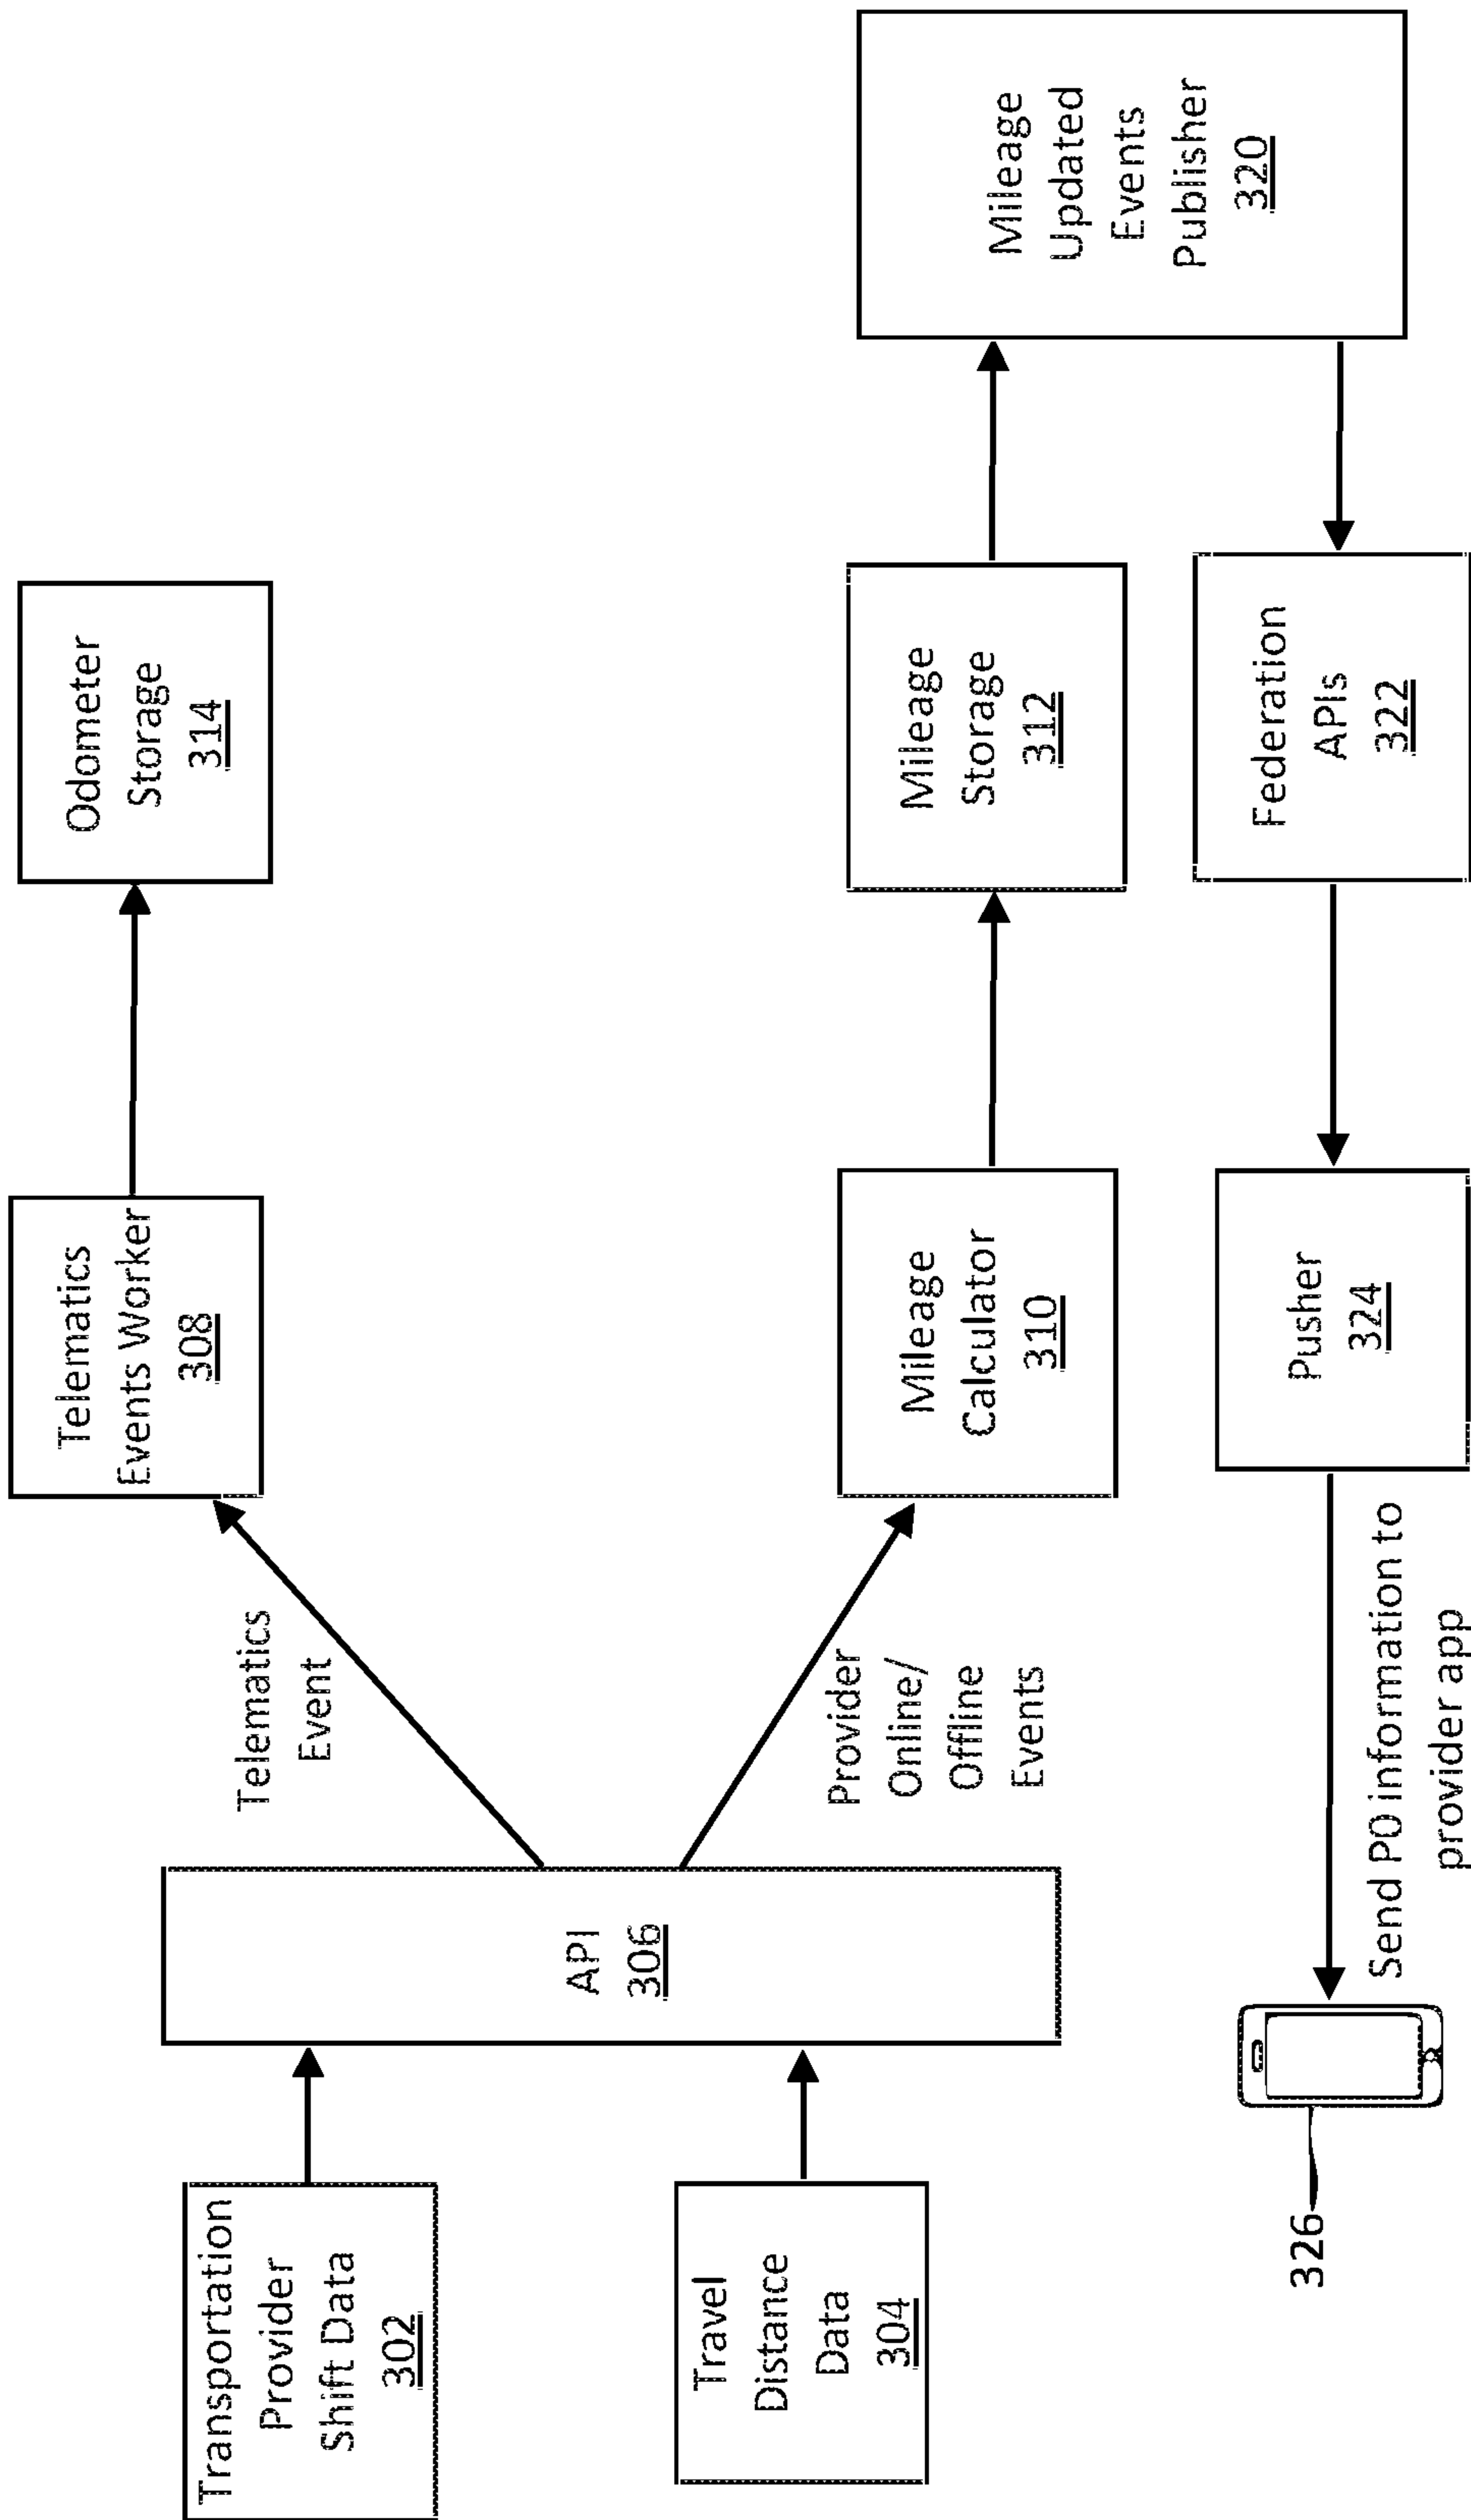 Transportation
Provider
Shift Data
302
Travel
Distance
Data
304
API
306
Telematics
Event
Provider
Online/
Offline
Events
Telematics
Events Worker
308
Odometer
Storage
314
Mileage
Calculator
310
Mileage
Storage
312
Mileage
Updated
Events
Publisher
320
Federation
APIs
322
Pusher
324
Send P0 information to
provider app
326